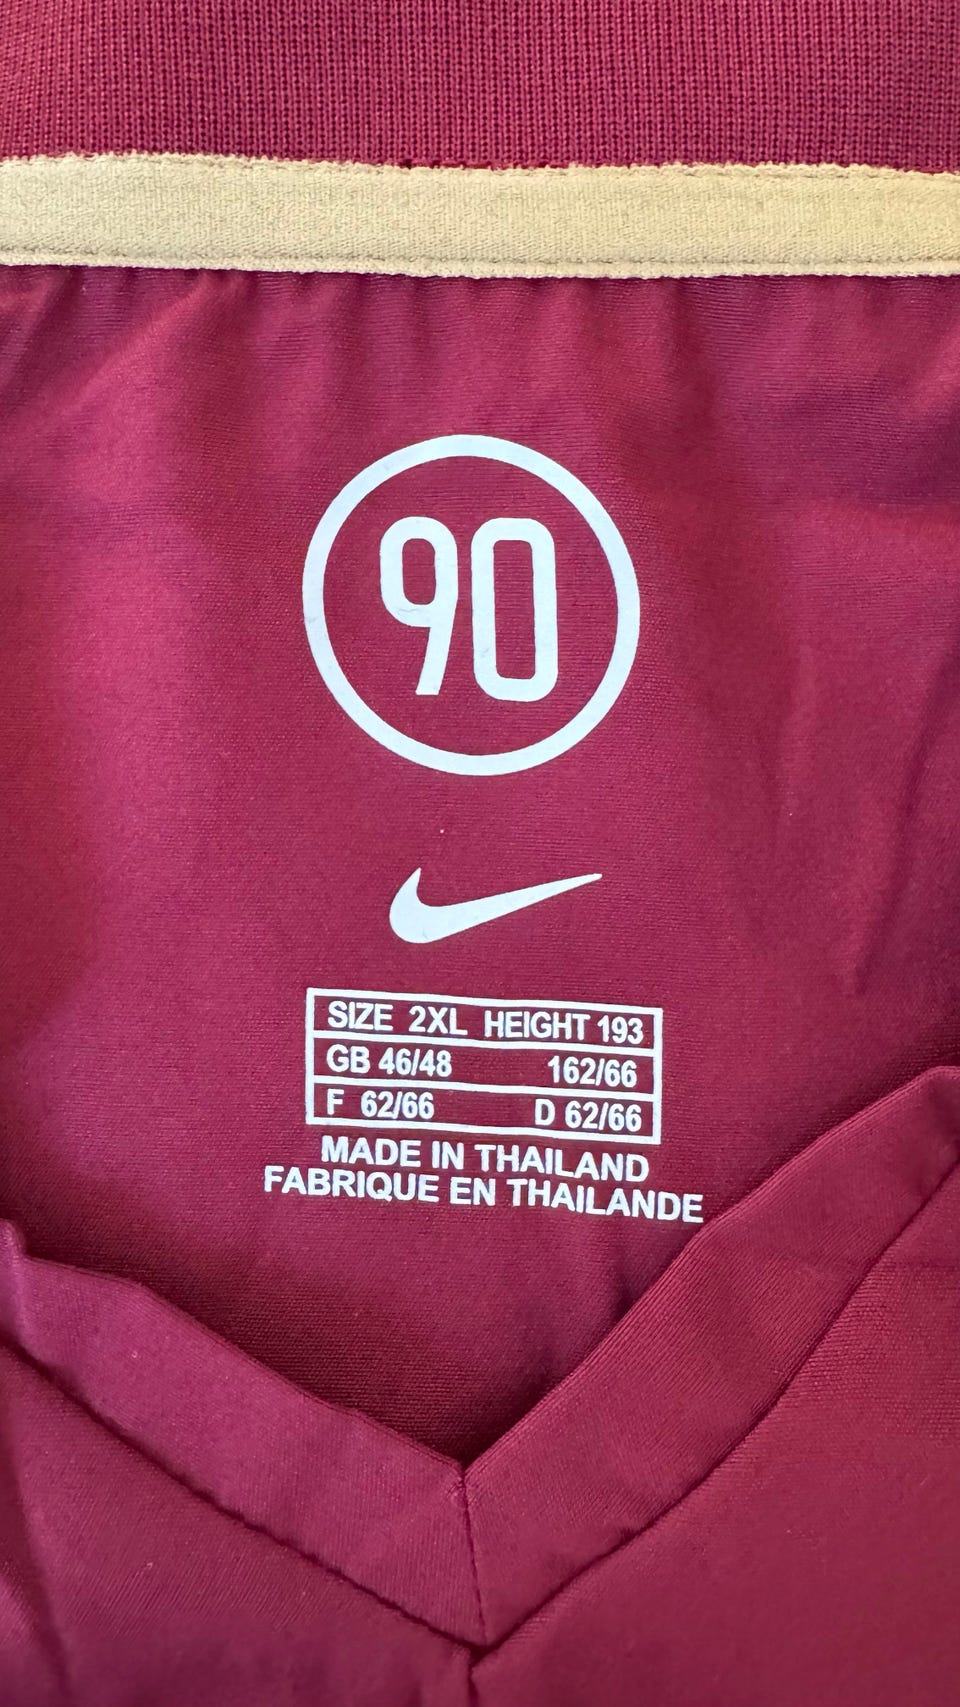 90
SIZE 2XL HEIGHT 193
GB 46/48 162/66
F 62/66 D 62/66
MADE IN THAILAND
FABRIQUE EN THAILANDE